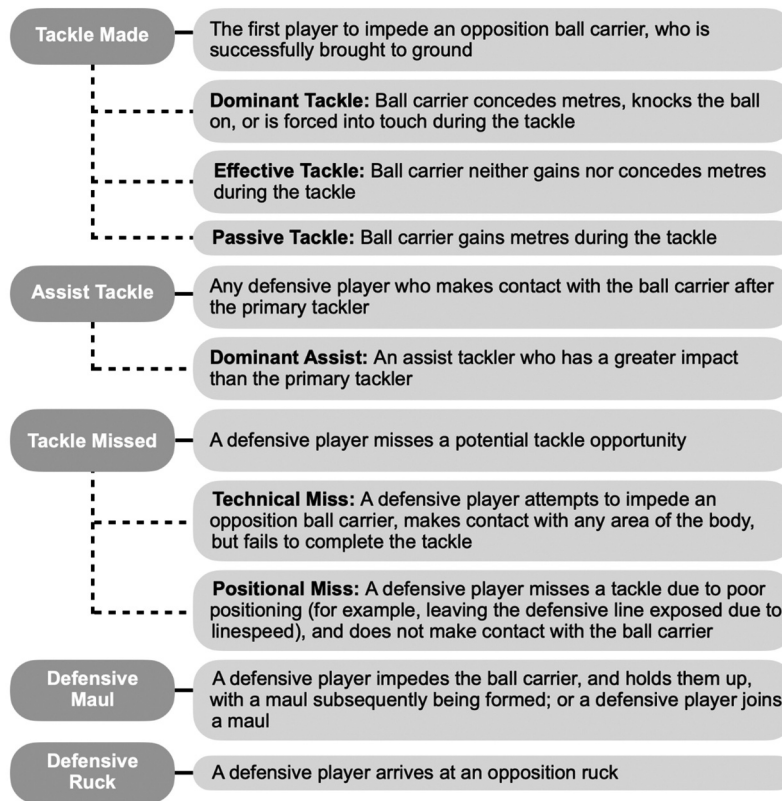 Tackle Made
The first player to impede an opposition ball carrier, who is
successfully brought to ground
Dominant Tackle: Ball carrier concedes metres, knocks the ball
on, or is forced into touch during the tackle
Effective Tackle: Ball carrier neither gains nor concedes metres
during the tackle
Passive Tackle: Ball carrier gains metres during the tackle
Assist Tackle
Any defensive player who makes contact with the ball carrier after
the primary tackler
Dominant Assist: An assist tackler who has a greater impact
than the primary tackler
Tackle Missed
A defensive player misses a potential tackle opportunity
Technical Miss: A defensive player attempts to impede an
opposition ball carrier, makes contact with any area of the body,
but fails to complete the tackle
Positional Miss: A defensive player misses a tackle due to poor
positioning (for example, leaving the defensive line exposed due to
linespeed), and does not make contact with the ball carrier
Defensive
Maul
A defensive player impedes the ball carrier, and holds them up,
with a maul subsequently being formed; or a defensive player joins
a maul
Defensive
Ruck
A defensive player arrives at an opposition ruck